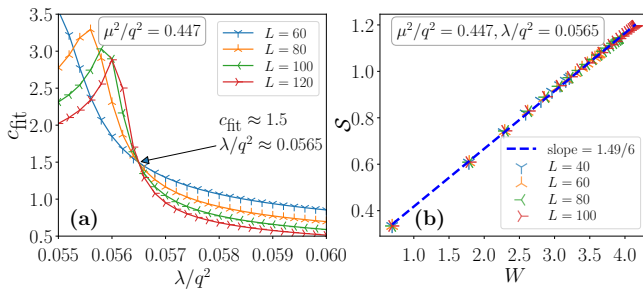 μ²/q² = 0.447
L = 60
L = 80
L = 100
L = 120
c_fit ≈ 1.5
λ/q² ≈ 0.0565
(a)
c_fit
3.5
3.0
2.5
2.0
1.5
1.0
0.5
0.055 0.056 0.057 0.058 0.059 0.060
λ/q²
μ²/q² = 0.447, λ/q² = 0.0565
slope = 1.49/6
L = 40
L = 60
L = 80
L = 100
(b)
S
1.2
1.0
0.8
0.6
0.4
0.5 1.0 1.5 2.0 2.5 3.0 3.5 4.0
W